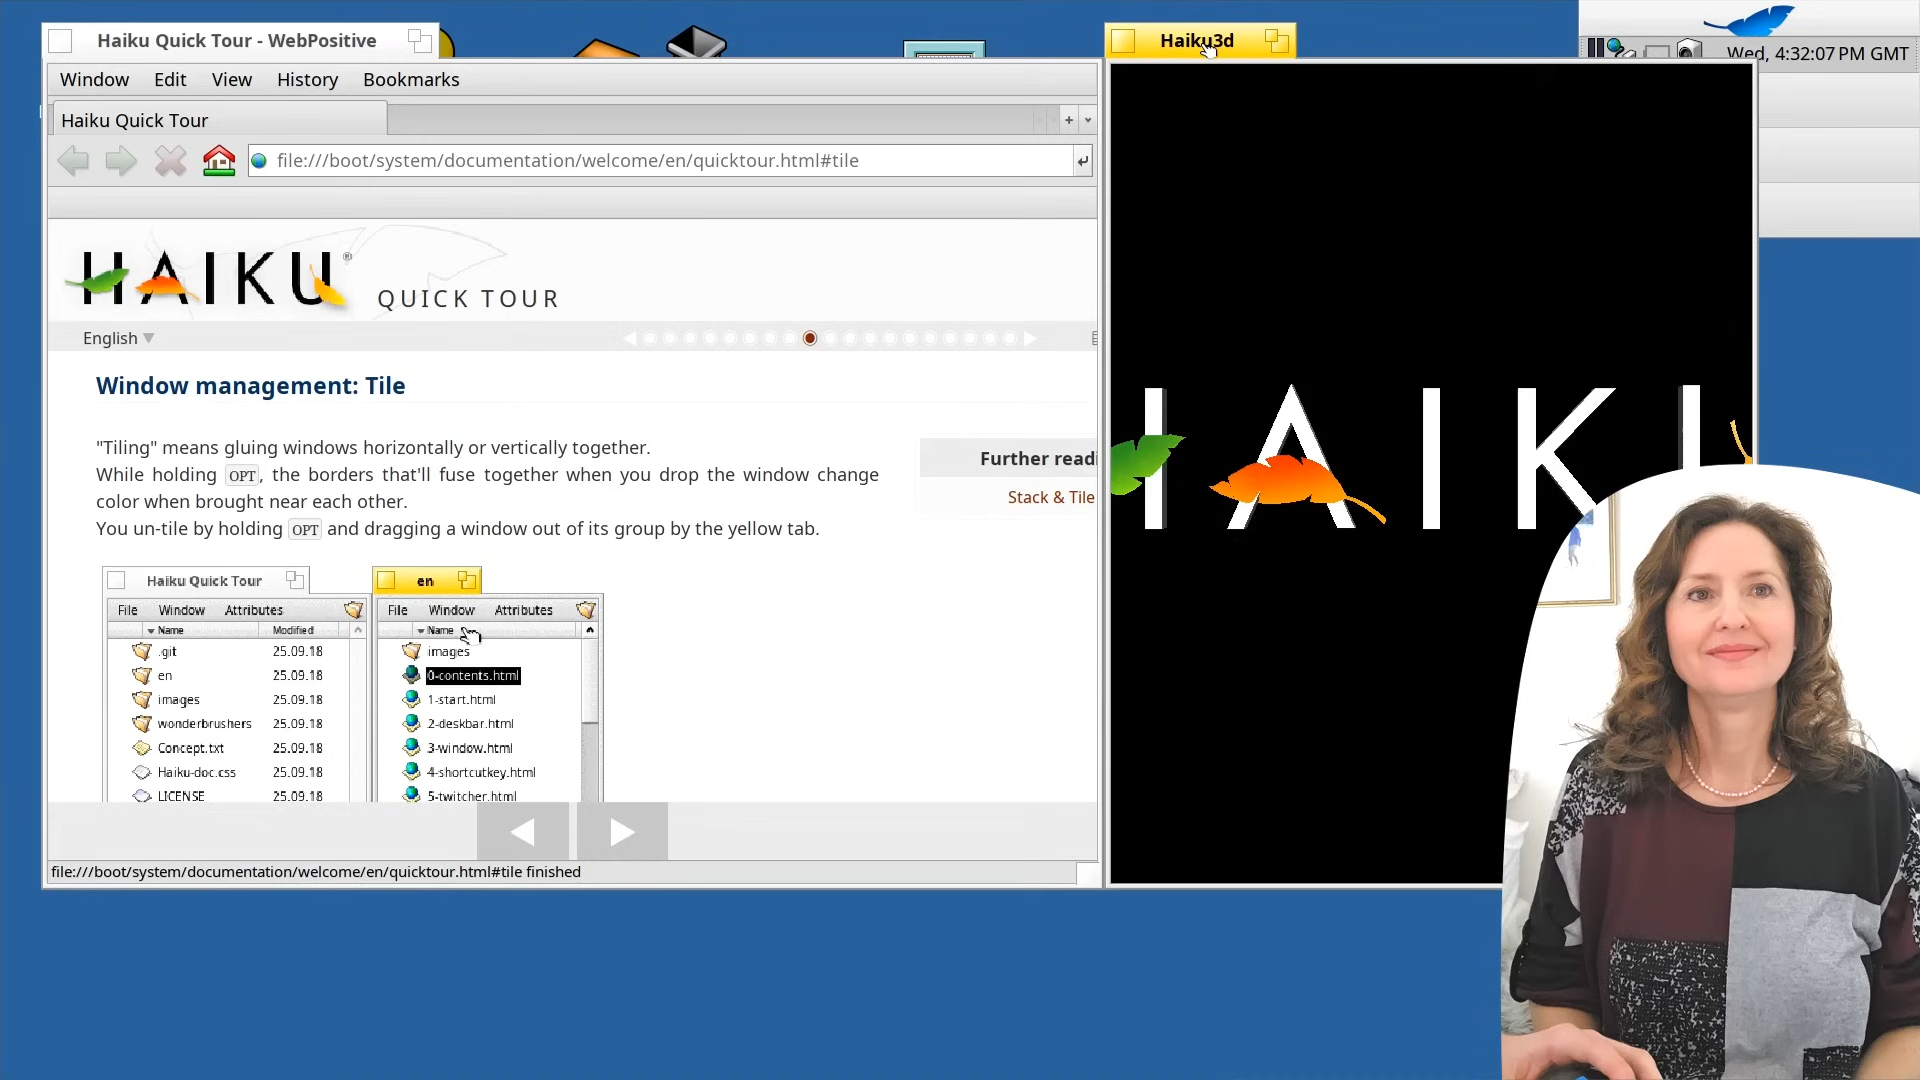 Haiku Quick Tour - WebPositive
Haiku3d
Wed, 4:32:07 PM GMT
Window Edit View History Bookmarks
Haiku Quick Tour
file:///boot/system/documentation/welcome/en/quicktour.html#tile
HAIKU® QUICK TOUR
English
Window management: Tile
"Tiling" means gluing windows horizontally or vertically together.
While holding OPT, the borders that'll fuse together when you drop the window change
color when brought near each other.
You un-tile by holding OPT and dragging a window out of its group by the yellow tab.
Further readi
Stack & Tile
Haiku Quick Tour
File Window Attributes
Name Modified
.git 25.09.18
en 25.09.18
images 25.09.18
wonderbrushers 25.09.18
Concept.txt 25.09.18
Haiku-doc.css 25.09.18
LICENSE 25.09.18
en
File Window Attributes
Name
images
0-contents.html
1-start.html
2-deskbar.html
3-window.html
4-shortcutkey.html
5-twitcher.html
file:///boot/system/documentation/welcome/en/quicktour.html#tile finished
HAIKU